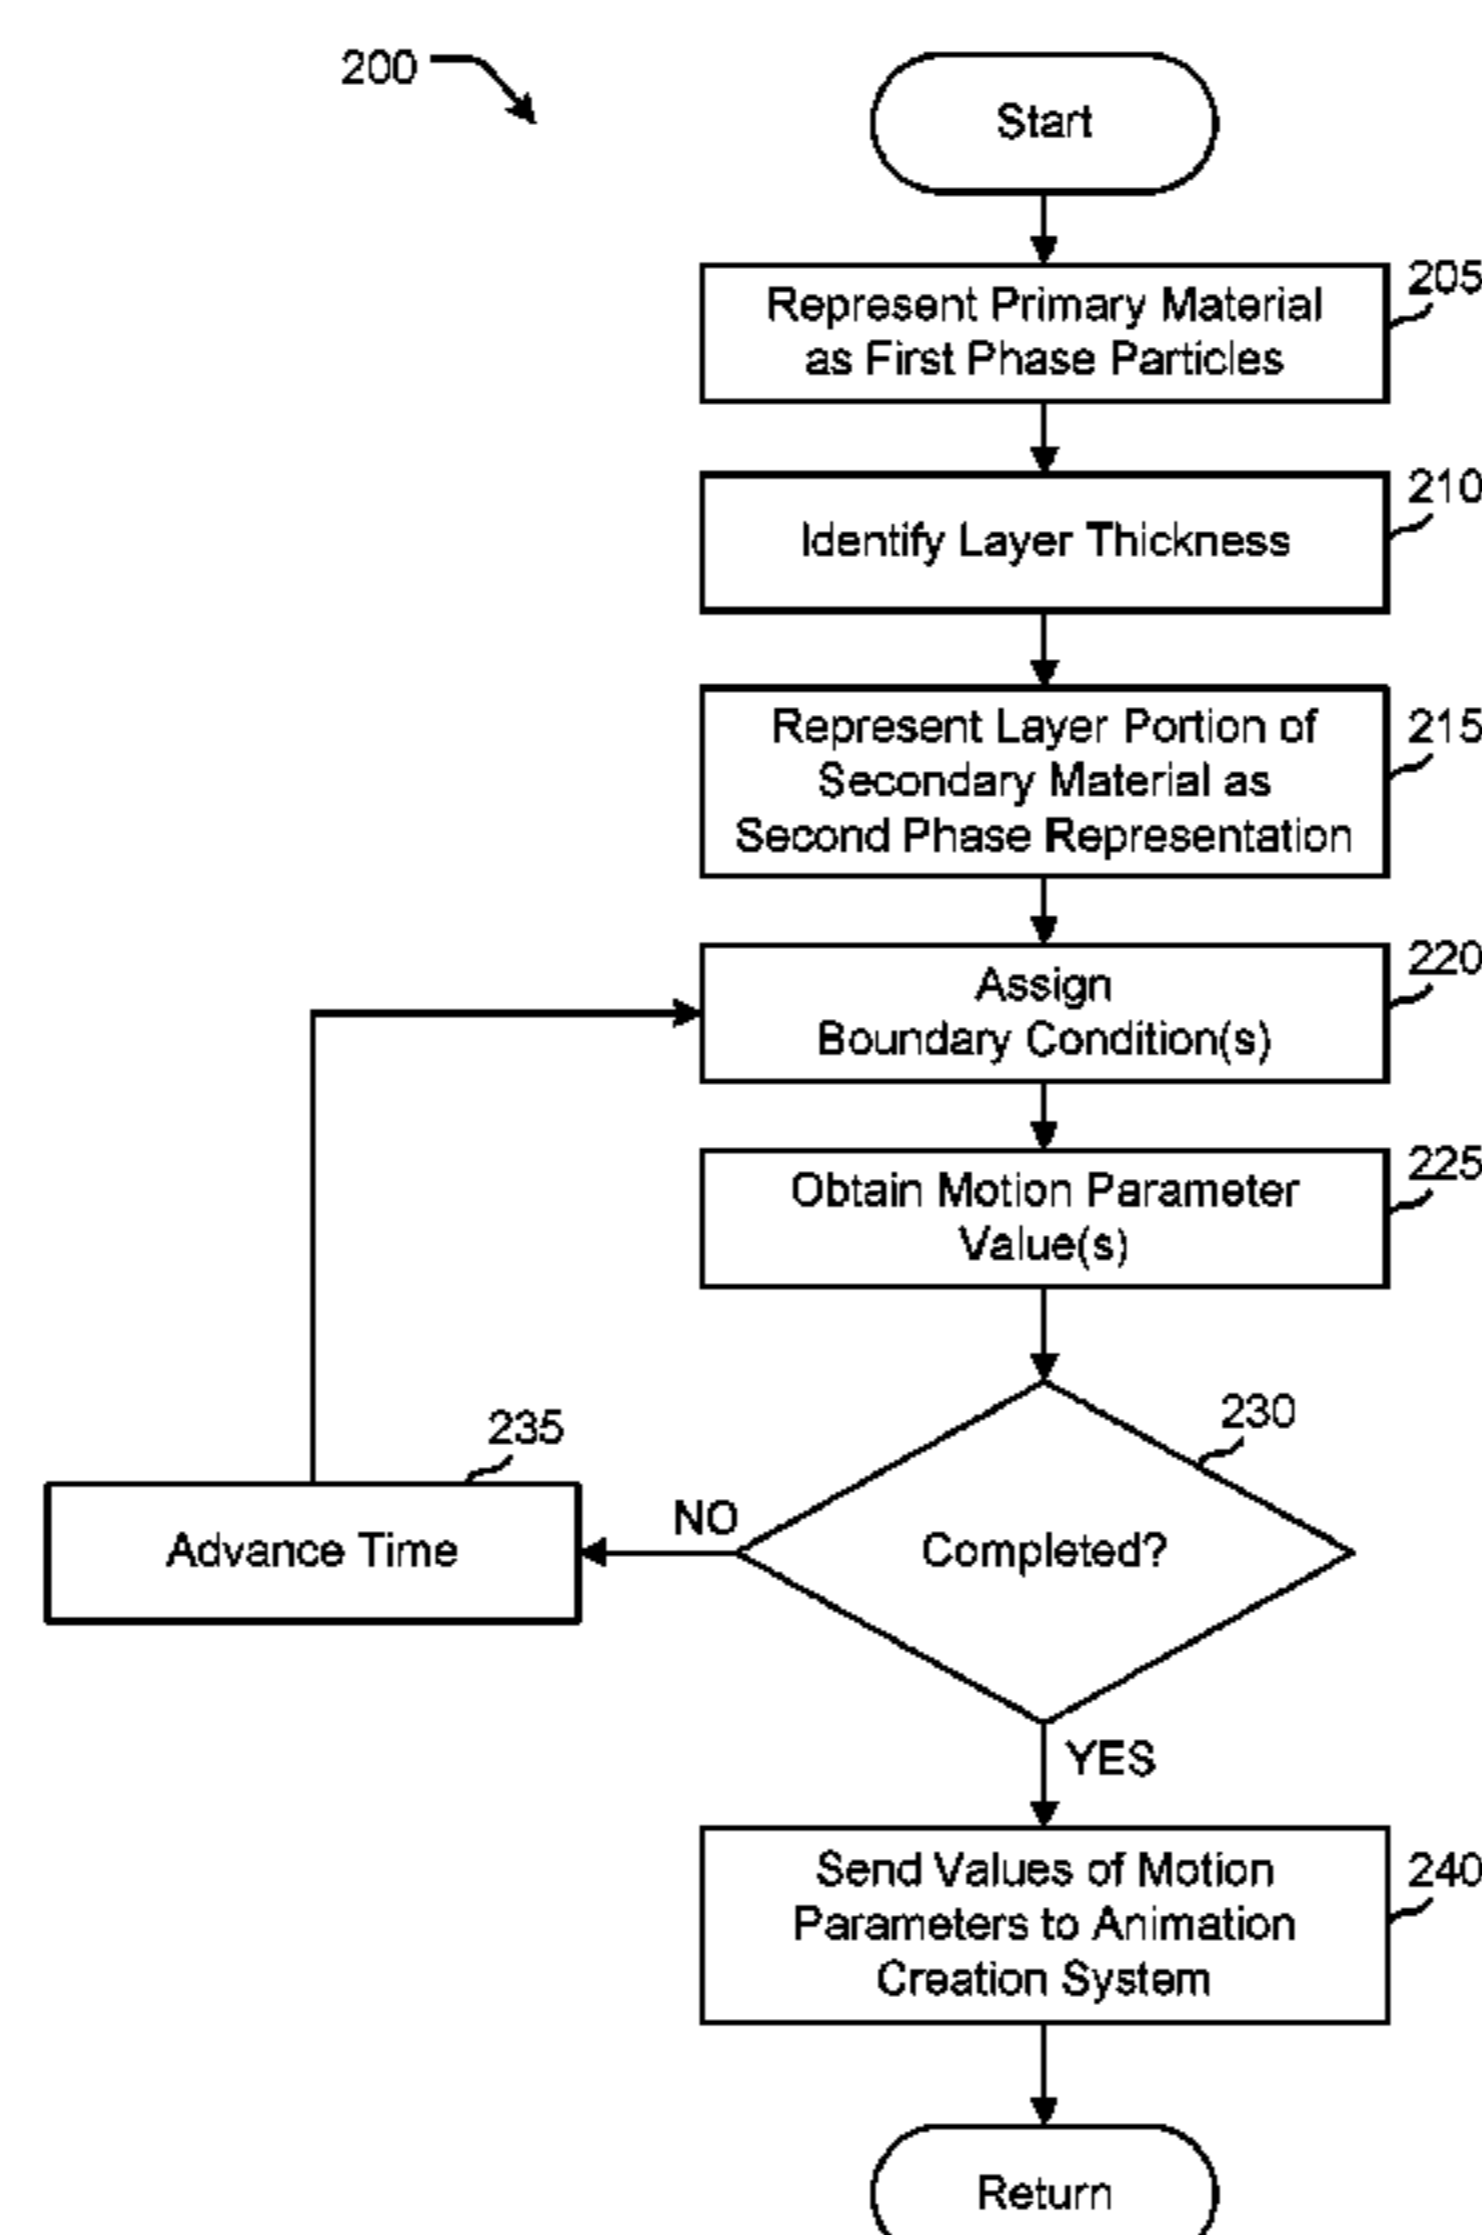 200
Start
205
Represent Primary Material
as First Phase Particles
210
Identify Layer Thickness
215
Represent Layer Portion of
Secondary Material as
Second Phase Representation
220
Assign
Boundary Condition(s)
225
Obtain Motion Parameter
Value(s)
230
Completed?
NO
235
Advance Time
YES
240
Send Values of Motion
Parameters to Animation
Creation System
Return